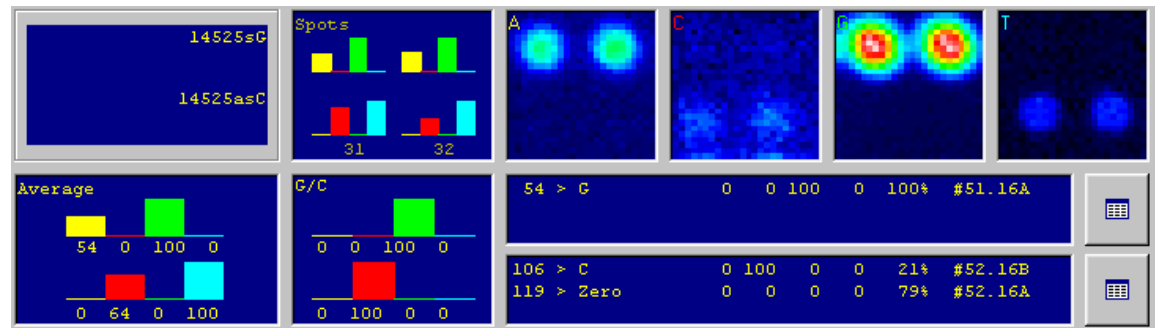 14525sG
14525asC
Spots
31 32
A
C
G
T
Average
54 0 100 0
0 64 0 100
G/C
0 0 100 0
0 100 0 0
54 > G 0 0 100 0 100% #51.16A
106 > C 0 100 0 0 21% #52.16B
119 > Zero 0 0 0 0 79% #52.16A